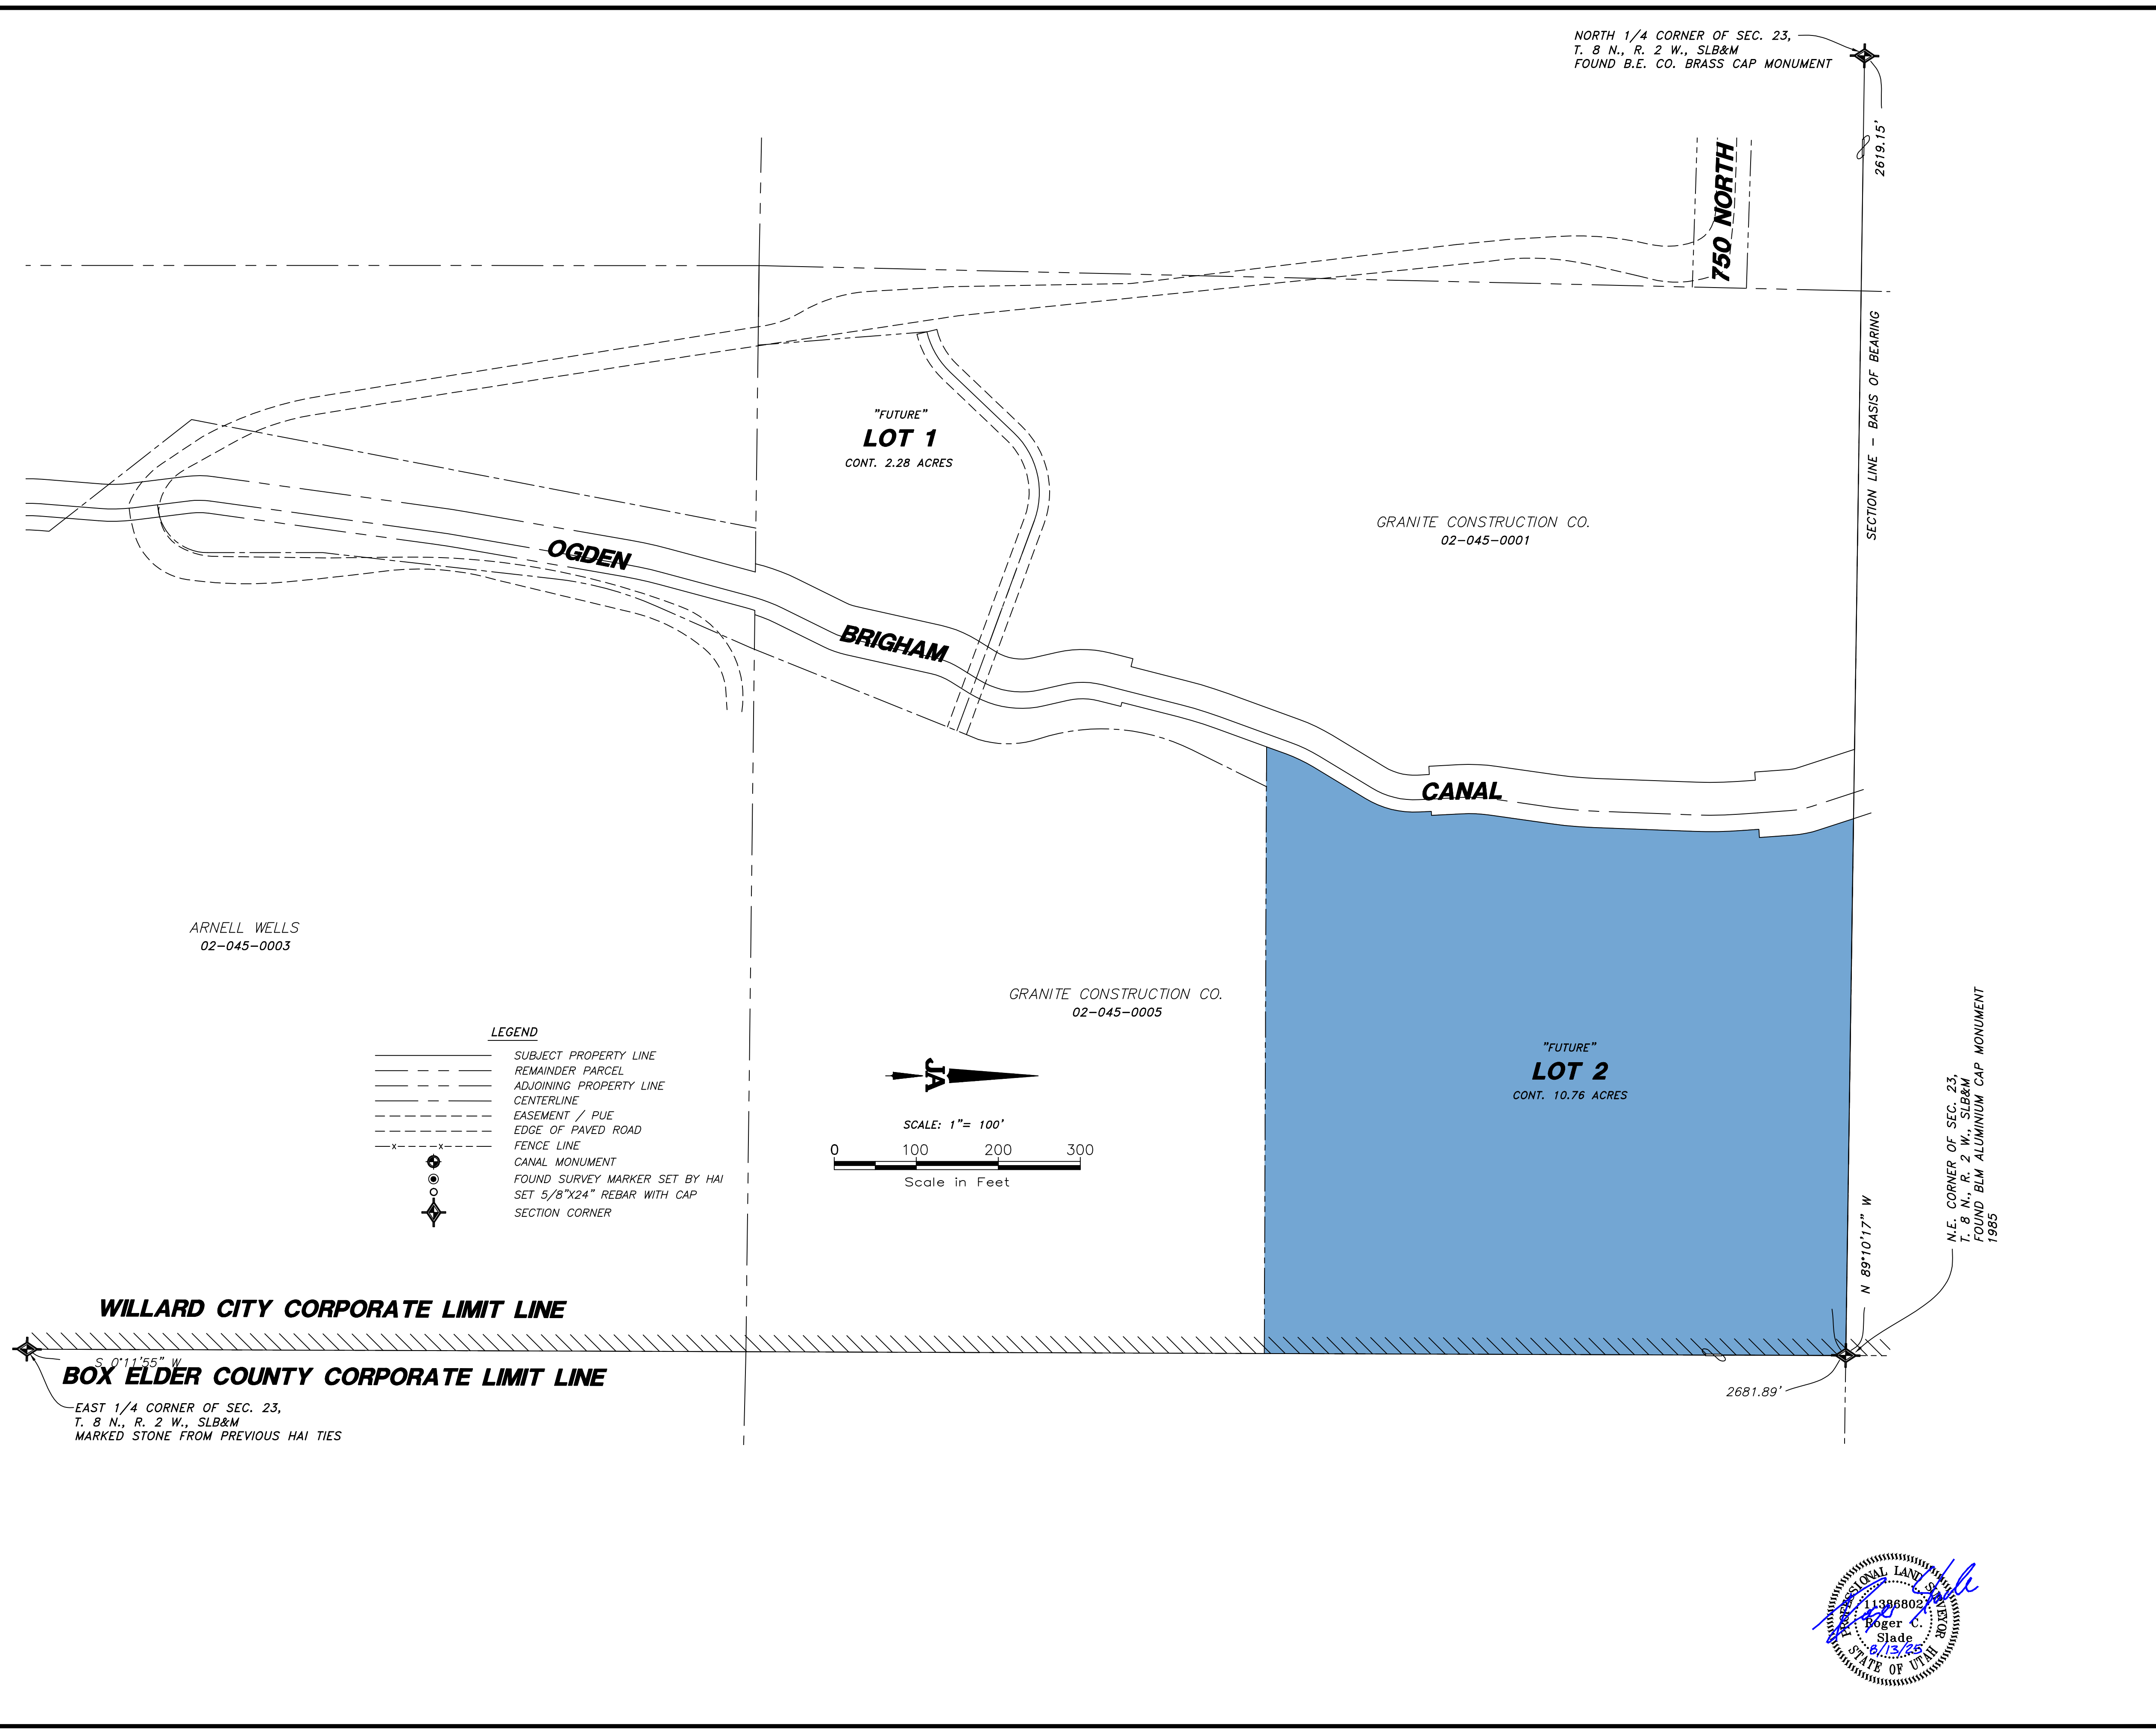 NORTH 1/4 CORNER OF SEC. 23,
T. 8 N., R. 2 W., SLB&M
FOUND B.E. CO. BRASS CAP MONUMENT
2619.15'
750 NORTH
SECTION LINE - BASIS OF BEARING
"FUTURE"
LOT 1
CONT. 2.28 ACRES
GRANITE CONSTRUCTION CO.
02-045-0001
OGDEN
BRIGHAM
CANAL
ARNELL WELLS
02-045-0003
GRANITE CONSTRUCTION CO.
02-045-0005
"FUTURE"
LOT 2
CONT. 10.76 ACRES
LEGEND
SUBJECT PROPERTY LINE
REMAINDER PARCEL
ADJOINING PROPERTY LINE
CENTERLINE
EASEMENT / PUE
EDGE OF PAVED ROAD
x x FENCE LINE
CANAL MONUMENT
FOUND SURVEY MARKER SET BY HAI
SET 5/8"X24" REBAR WITH CAP
SECTION CORNER
JA
SCALE: 1"= 100'
0 100 200 300
Scale in Feet
N.E. CORNER OF SEC. 23,
T. 8 N., R. 2 W., SLB&M
FOUND BLM ALUMINIUM CAP MONUMENT
1985
N 89°10'17" W
WILLARD CITY CORPORATE LIMIT LINE
S 0°11'55" W
BOX ELDER COUNTY CORPORATE LIMIT LINE
2681.89'
EAST 1/4 CORNER OF SEC. 23,
T. 8 N., R. 2 W., SLB&M
MARKED STONE FROM PREVIOUS HAI TIES
PROFESSIONAL LAND SURVEYOR
11386802
Roger C.
Slade
8/13/25
STATE OF UTAH